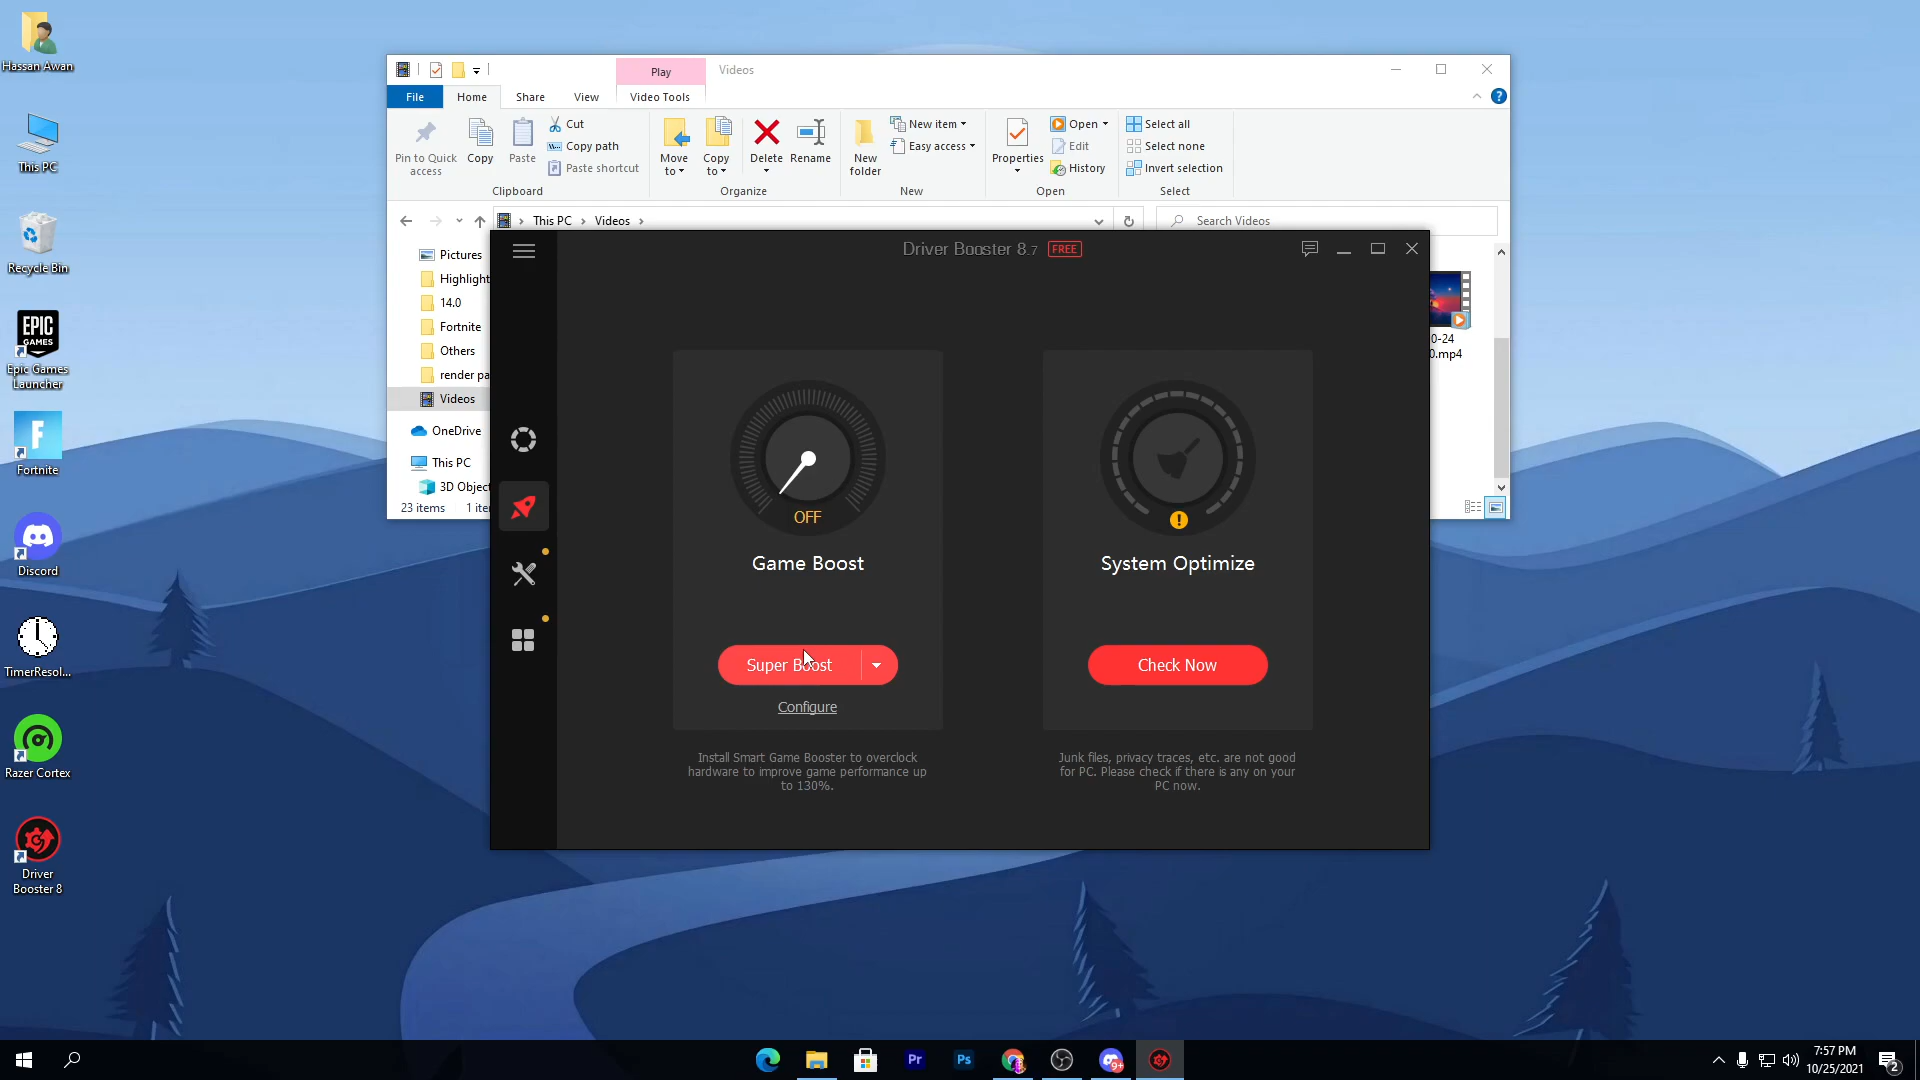 Hassan Awan
This PC
Recycle Bin
EPIC
GAMES
Epic Games
Launcher
Fortnite
Discord
TimerResol...
Razer Cortex
Driver
Booster 8
Play
Videos
File
Home
Share
View
Video Tools
Pin to Quick
access
Copy
Paste
Cut
Copy path
Paste shortcut
Clipboard
Move
to
Copy
to
Delete
Rename
Organize
New
folder
New item
Easy access
New
Properties
Open
Edit
History
Open
Select all
Select none
Invert selection
Select
This PC > Videos >
Search Videos
Pictures
Highlight
14.0
Fortnite
Others
render pa
Videos
OneDrive
This PC
3D Objec
23 items 1 ite
0-24
0.mp4
Driver Booster 8.7 FREE
OFF
Game Boost
Super Boost
Configure
Install Smart Game Booster to overclock
hardware to improve game performance up
to 130%.
System Optimize
Check Now
Junk files, privacy traces, etc. are not good
for PC. Please check if there is any on your
PC now.
Pr
Ps
9+
7:57 PM
10/25/2021
2